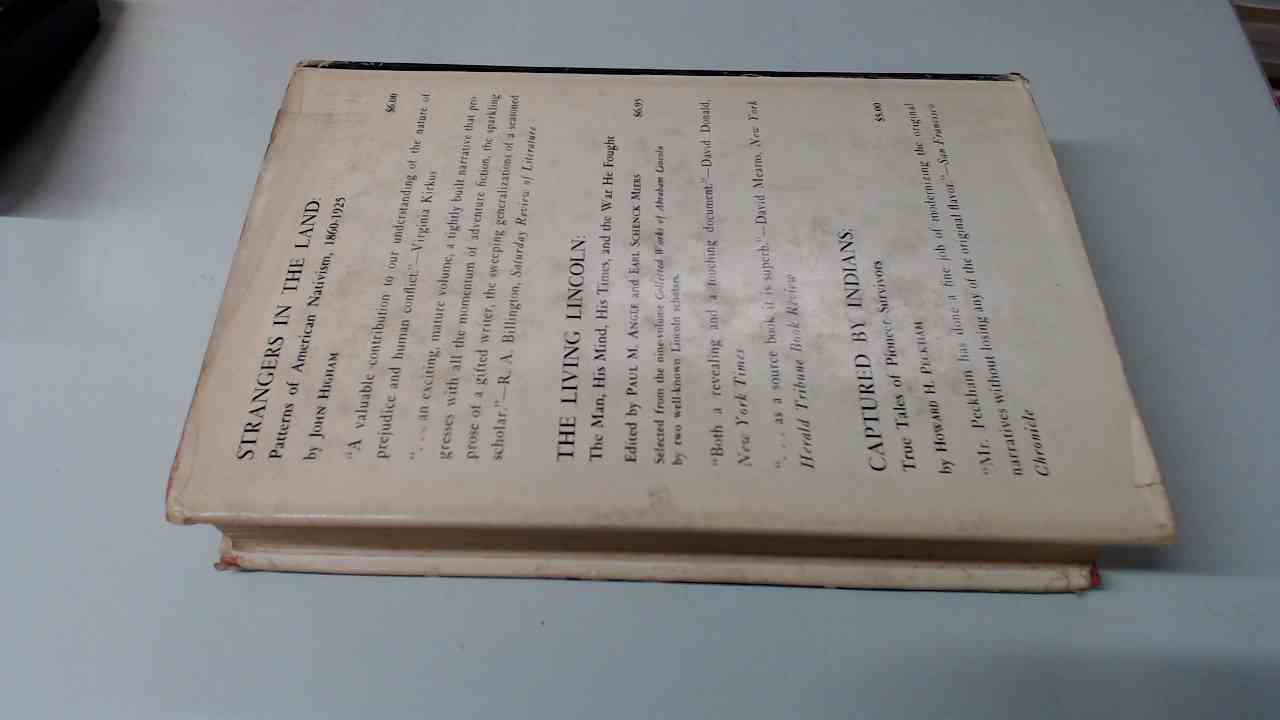 STRANGERS IN THE LAND:
Patterns of American Nativism, 1860-1925
by JOHN HIGHAM $6.00
"A valuable contribution to our understanding of the nature of
prejudice and human conflict."—Virginia Kirkus
". . . an exciting, mature volume, a tightly built narrative that pro
gresses with all the momentum of adventure fiction, the sparkling
prose of a gifted writer, the sweeping generalizations of a seasoned
scholar."—R. A. Billington, Saturday Review of Literature
THE LIVING LINCOLN:
The Man, His Mind, His Times, and the War He Fought
Edited by PAUL M. ANGLE and EARL SCHENCK MIERS $6.95
Selected from the nine-volume Collected Works of Abraham Lincoln
by two well-known Lincoln scholars.
"Both a revealing and a touching document."—David Donald,
New York Times
". . . as a source book it is superb."—David Mearns, New York
Herald Tribune Book Review
CAPTURED BY INDIANS:
True Tales of Pioneer Survivors
by HOWARD H. PECKHAM $5.00
"Mr. Peckham has done a fine job of modernizing the original
narratives without losing any of the original flavor."—San Francisco
Chronicle